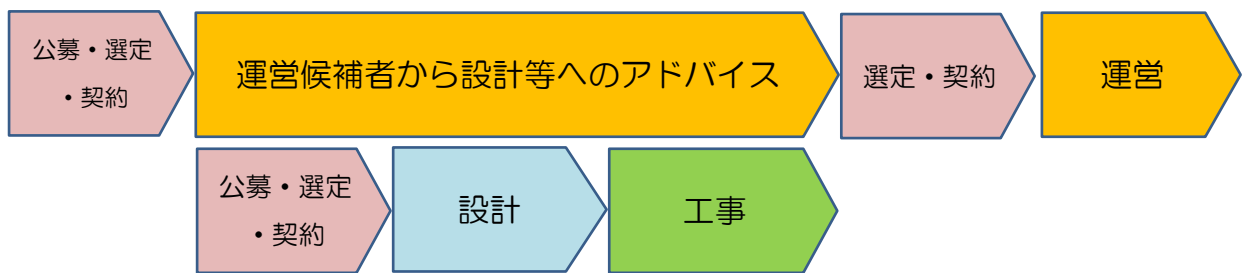 公募・選定
・契約
運営候補者から設計等へのアドバイス
選定・契約
運営
公募・選定
・契約
設計
工事